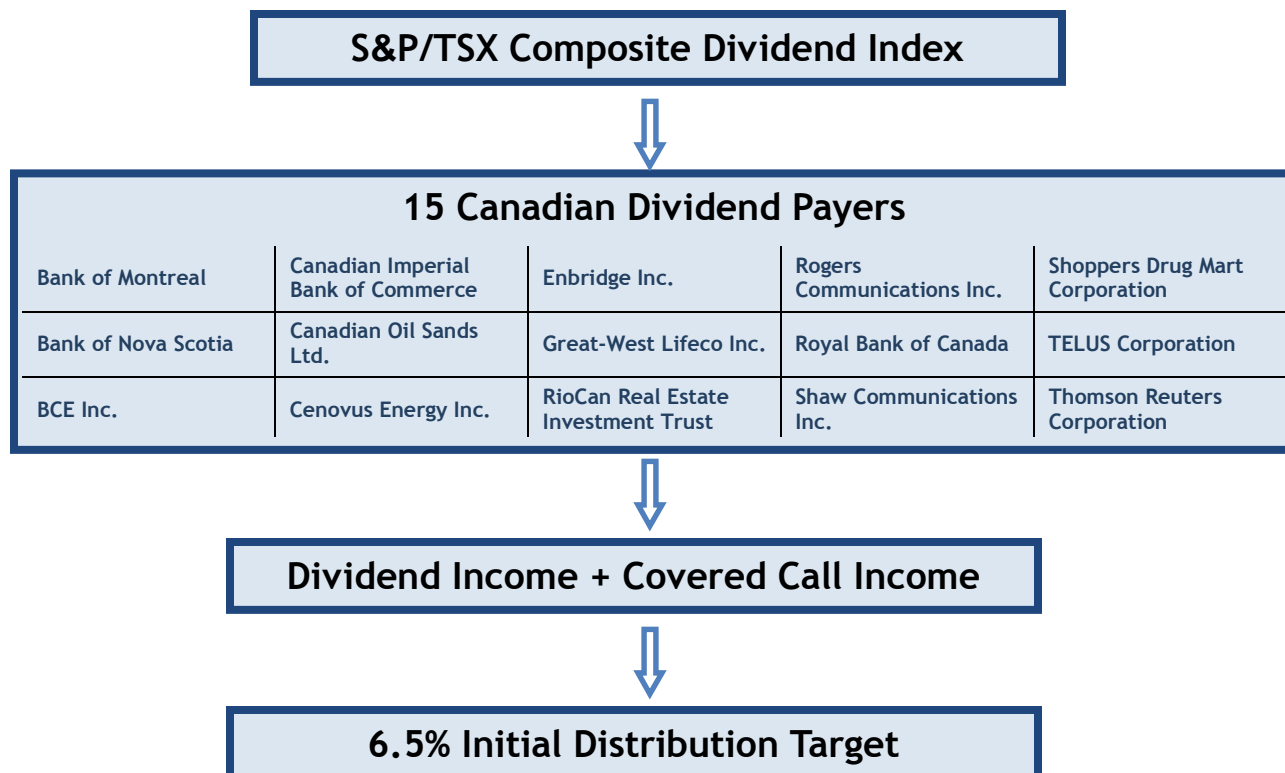 S&P/TSX Composite Dividend Index
15 Canadian Dividend Payers
Bank of Montreal
Canadian Imperial
Bank of Commerce
Enbridge Inc.
Rogers
Communications Inc.
Shoppers Drug Mart
Corporation
Bank of Nova Scotia
Canadian Oil Sands
Ltd.
Great-West Lifeco Inc.
Royal Bank of Canada
TELUS Corporation
BCE Inc.
Cenovus Energy Inc.
RioCan Real Estate
Investment Trust
Shaw Communications
Inc.
Thomson Reuters
Corporation
Dividend Income + Covered Call Income
6.5% Initial Distribution Target